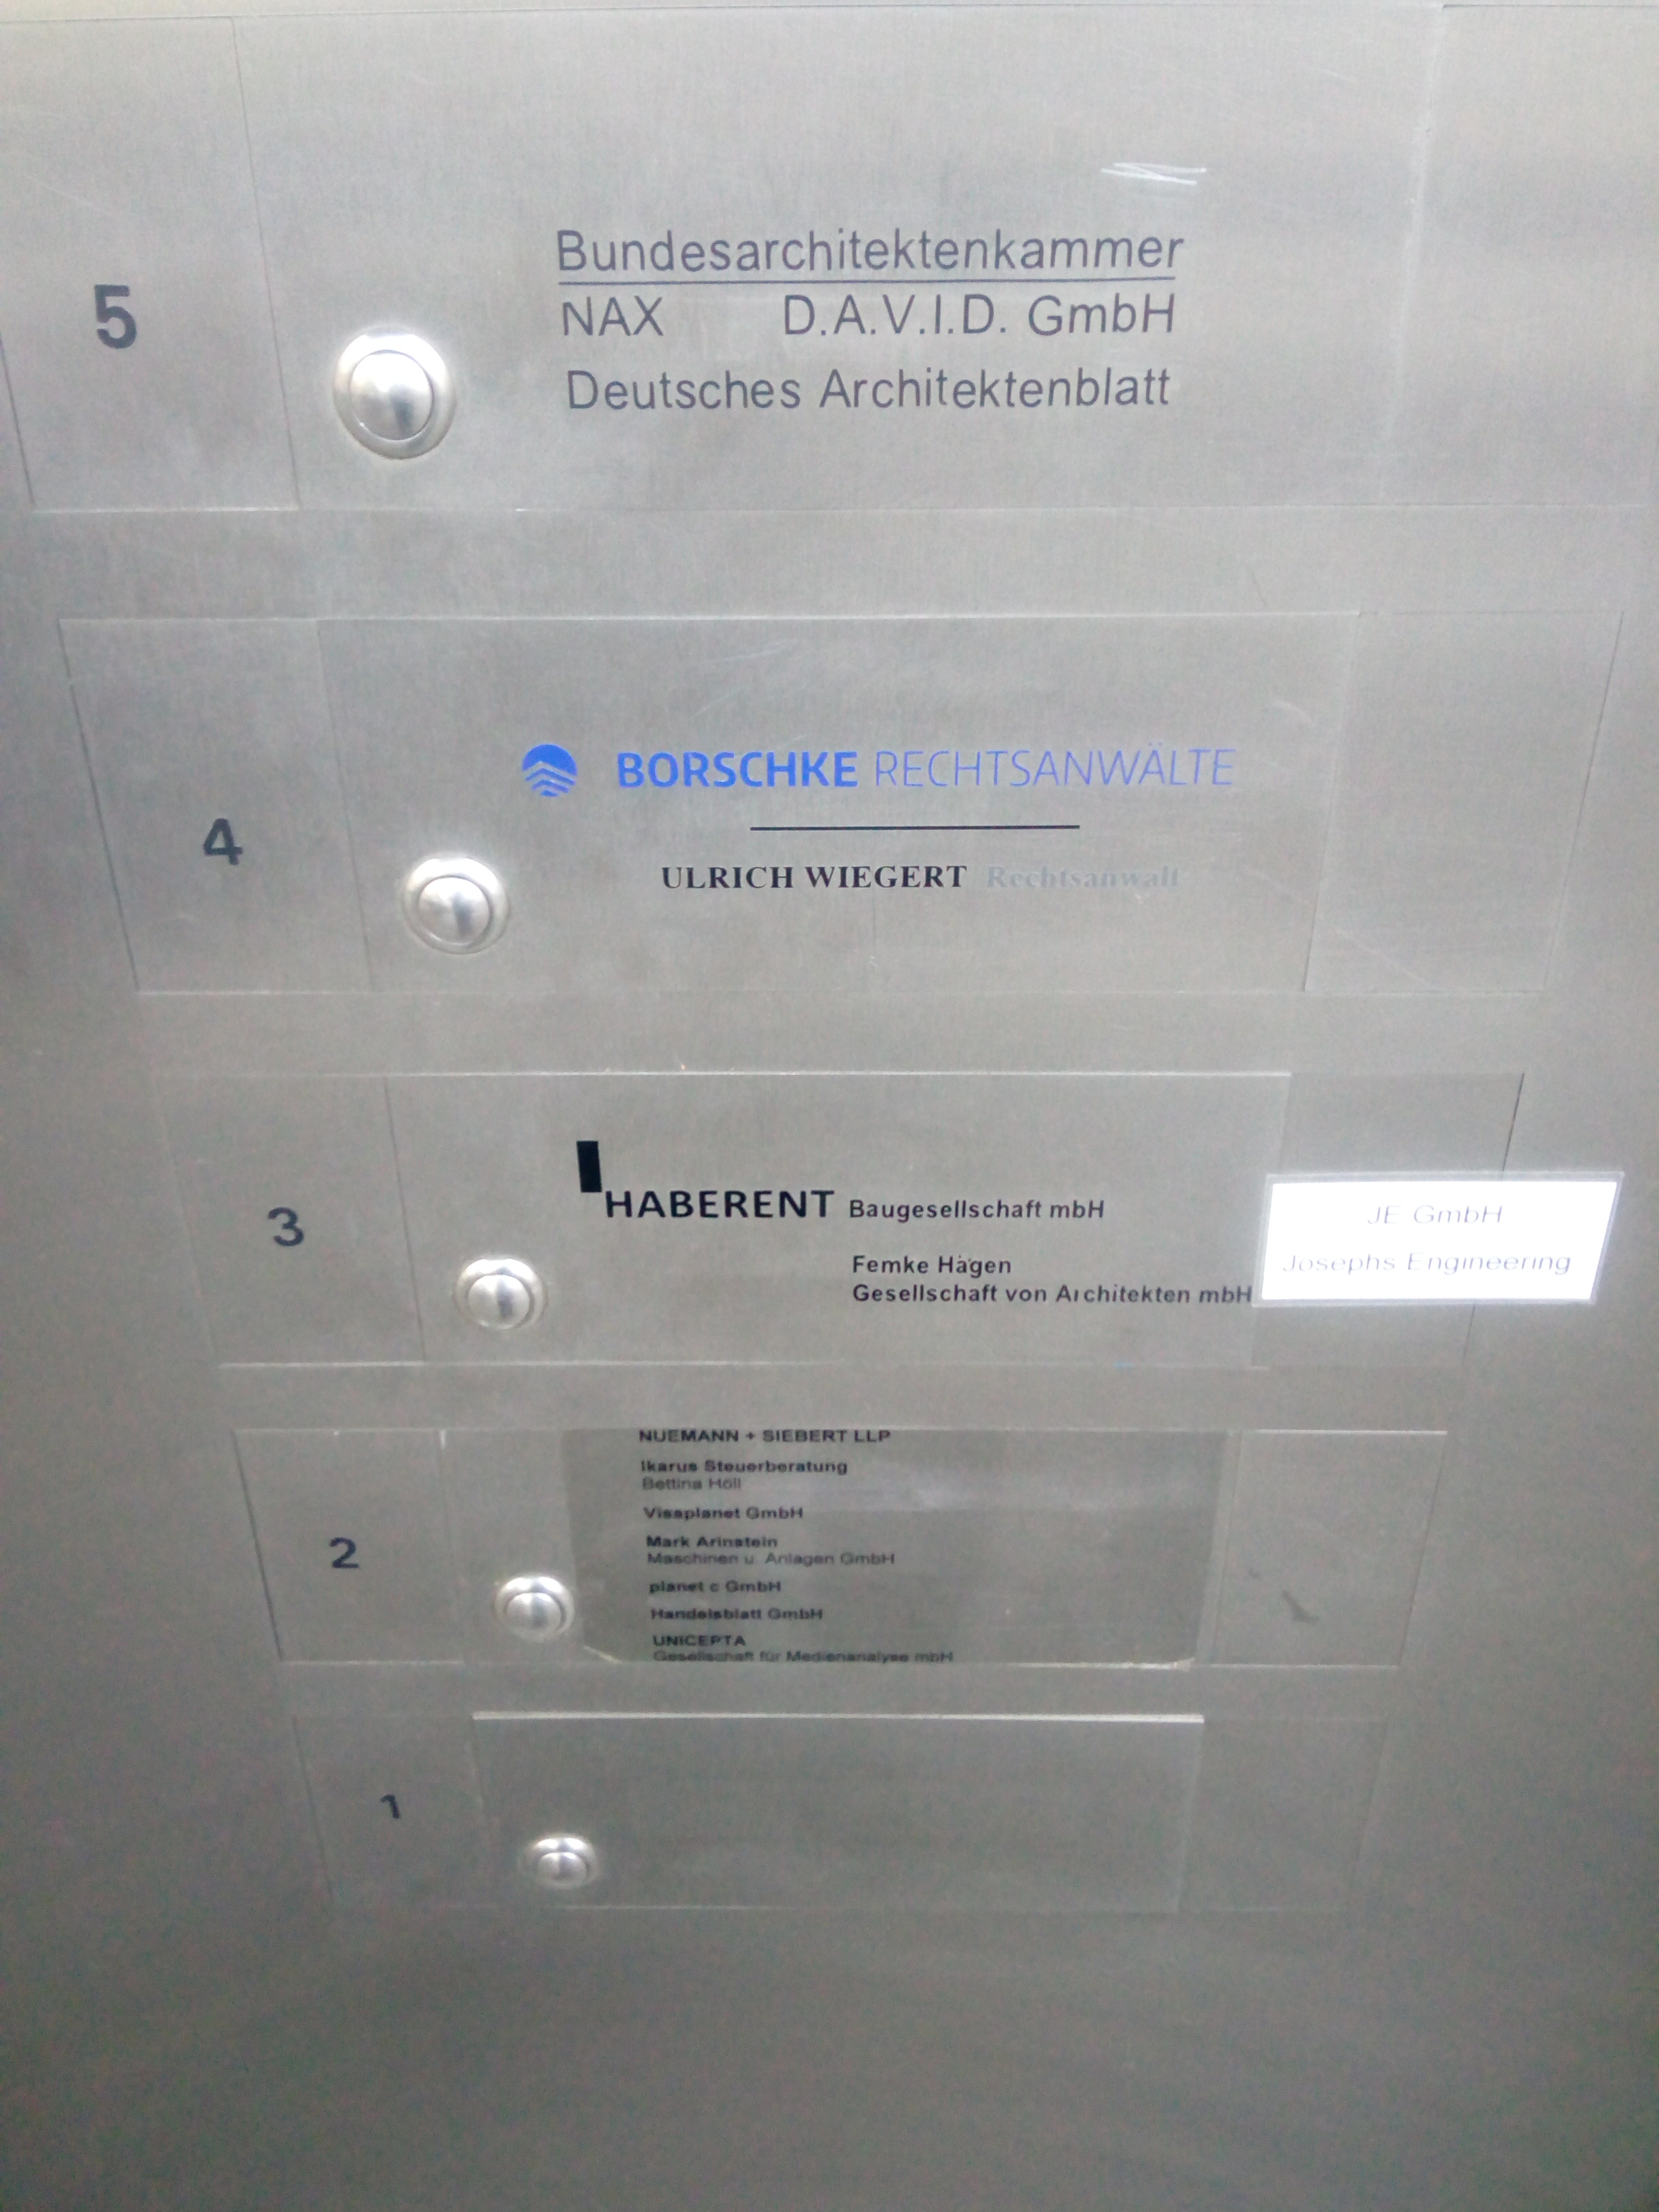 5
Bundesarchitektenkammer
NAX D.A.V.I.D. GmbH
Deutsches Architektenblatt
4
BORSCHKE RECHTSANWÄLTE
ULRICH WIEGERT Rechtsanwalt
3
HABERENT Baugesellschaft mbH
Femke Hagen
Gesellschaft von Architekten mbH
JE GmbH
Josephs Engineering
2
NUEMANN + SIEBERT LLP
Ikarus Steuerberatung
Bettina Höll
Visaplanet GmbH
Mark Arinstein
Maschinen u. Anlagen GmbH
planet c GmbH
Handelsblatt GmbH
UNICEPTA
Gesellschaft für Medienanalyse mbH
1